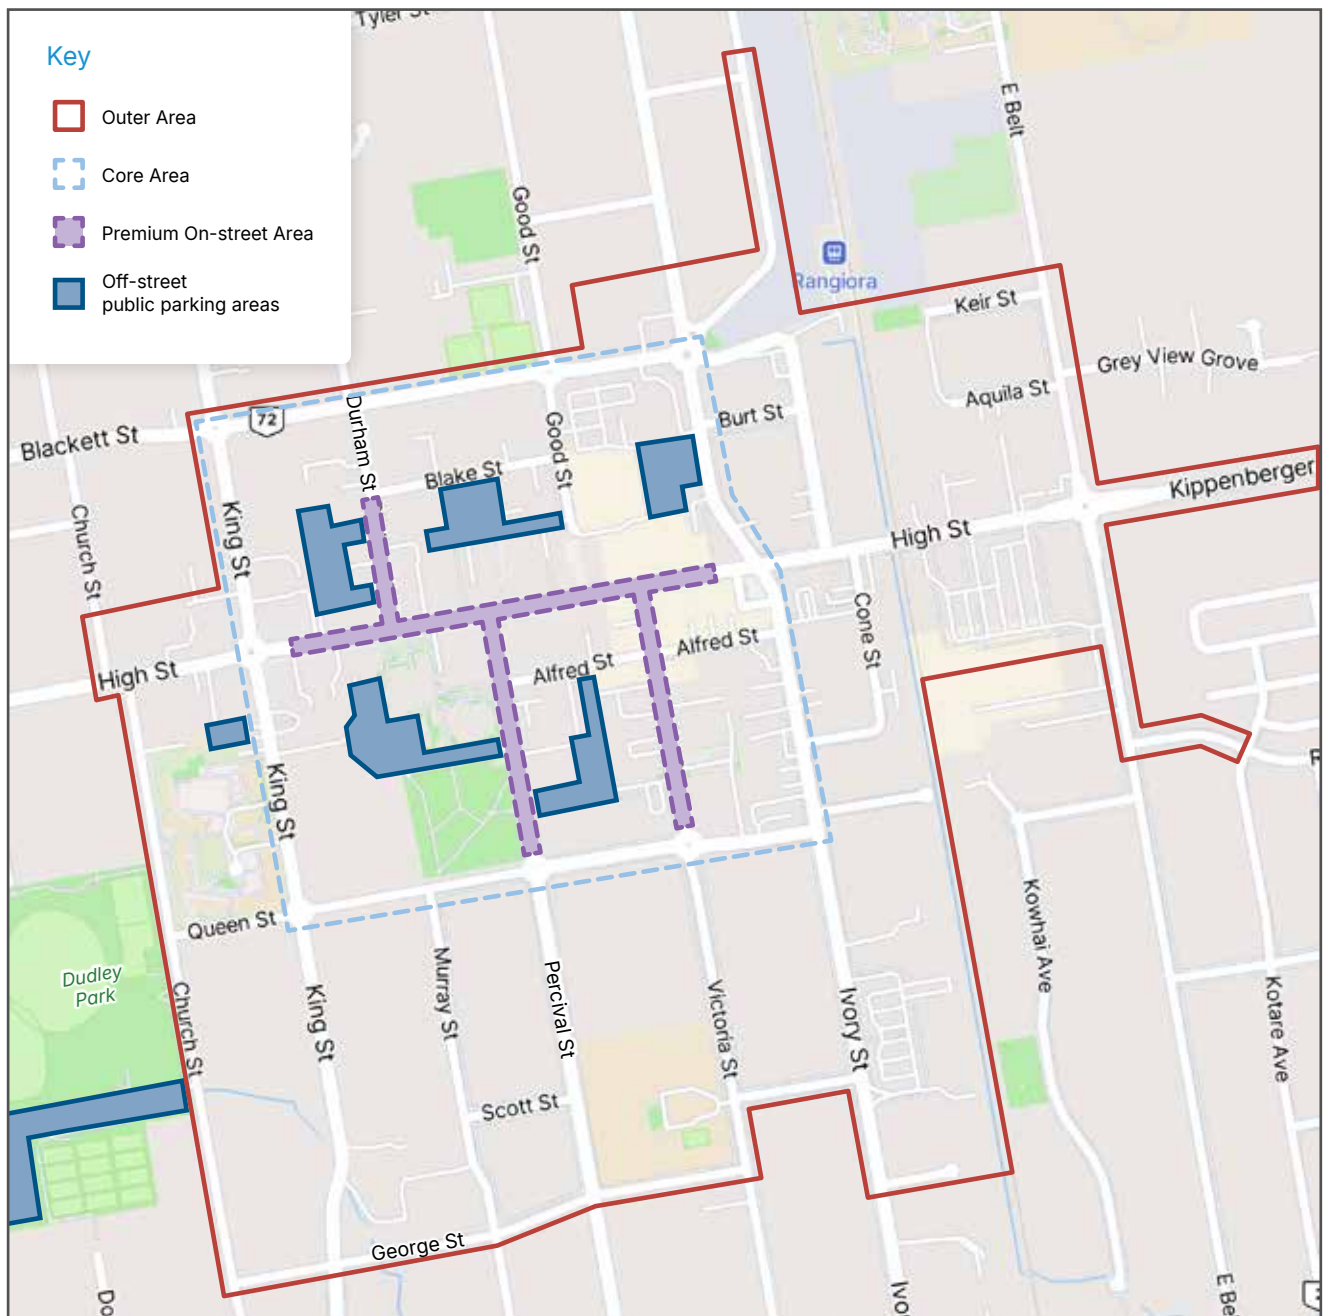 Tyler St
Key
Outer Area
Core Area
Premium On-street Area
Off-street
public parking areas
E Belt
Good St
Rangiora
Keir St
Grey View Grove
Aquila St
72
Durham St
Burt St
Blackett St
Good St
Blake St
Kippenberger
King St
Church St
High St
Cone St
Alfred St
Alfred St
High St
King St
Kowhai Ave
Queen St
Dudley
Park
Murray St
Percival St
Church St
King St
Victoria St
Ivory St
Kotare Ave
Scott St
George St